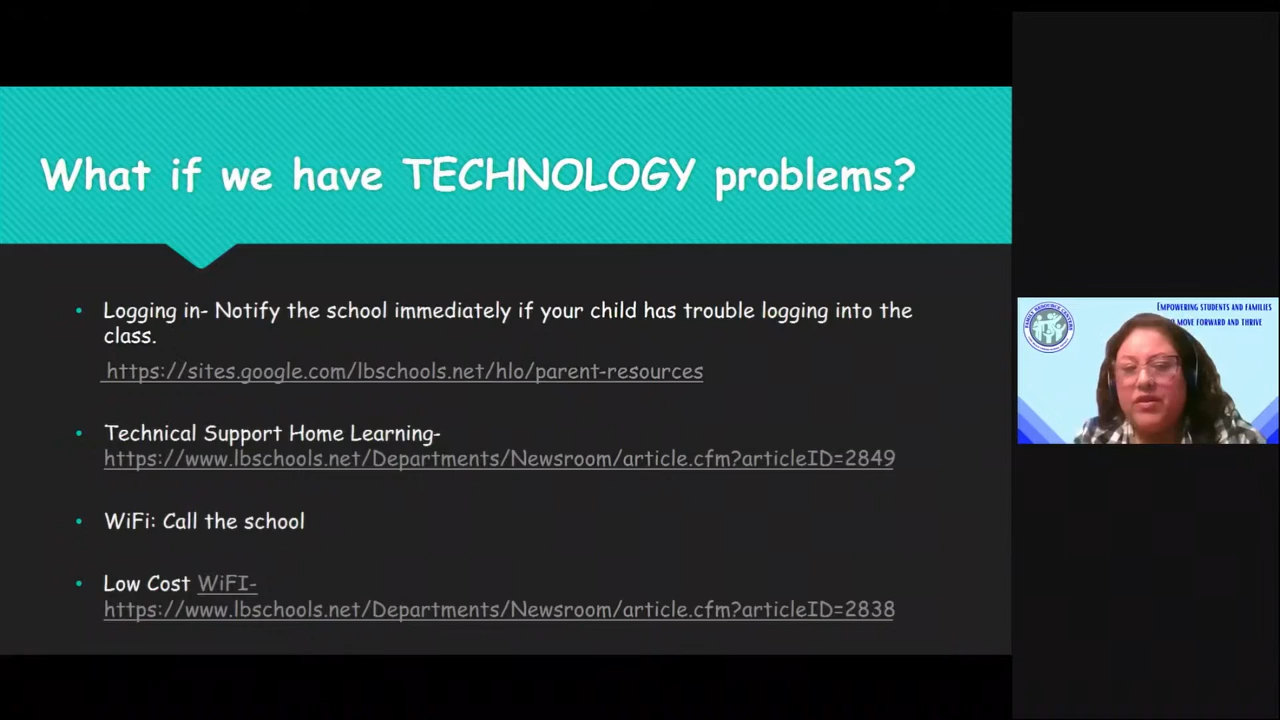 What if we have TECHNOLOGY problems?
• Logging in- Notify the school immediately if your child has trouble logging into the
class.
https://sites.google.com/lbschools.net/hlo/parent-resources
• Technical Support Home Learning-
https://www.lbschools.net/Departments/Newsroom/article.cfm?articleID=2849
• WiFi: Call the school
• Low Cost WiFI-
https://www.lbschools.net/Departments/Newsroom/article.cfm?articleID=2838
EMPOWERING STUDENTS AND FAMILIES
TO MOVE FORWARD AND THRIVE
FAMILY RESOURCE CENTERS